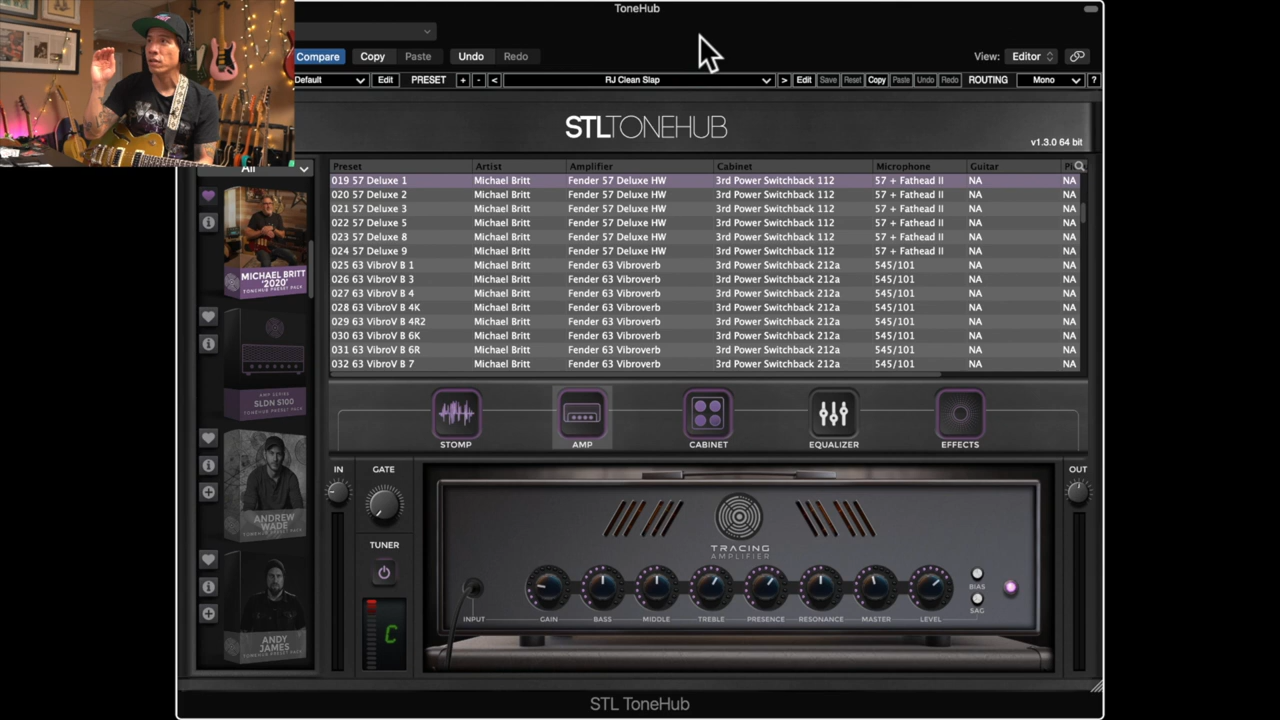 ToneHub
Compare Copy Paste Undo Redo View: Editor
Default Edit PRESET + - < RJ Clean Slap > Edit Save Reset Copy Paste Undo Redo ROUTING Mono ?
STLTONEHUB
v1.3.0 64 bit
All
Preset Artist Amplifier Cabinet Microphone Guitar
019 57 Deluxe 1 Michael Britt Fender 57 Deluxe HW 3rd Power Switchback 112 57 + Fathead II NA NA
020 57 Deluxe 2 Michael Britt Fender 57 Deluxe HW 3rd Power Switchback 112 57 + Fathead II NA NA
021 57 Deluxe 3 Michael Britt Fender 57 Deluxe HW 3rd Power Switchback 112 57 + Fathead II NA NA
022 57 Deluxe 5 Michael Britt Fender 57 Deluxe HW 3rd Power Switchback 112 57 + Fathead II NA NA
023 57 Deluxe 8 Michael Britt Fender 57 Deluxe HW 3rd Power Switchback 112 57 + Fathead II NA NA
024 57 Deluxe 9 Michael Britt Fender 57 Deluxe HW 3rd Power Switchback 112 57 + Fathead II NA NA
025 63 VibroV B 1 Michael Britt Fender 63 Vibroverb 3rd Power Switchback 212a 545/101 NA NA
026 63 VibroV B 3 Michael Britt Fender 63 Vibroverb 3rd Power Switchback 212a 545/101 NA NA
027 63 VibroV B 4 Michael Britt Fender 63 Vibroverb 3rd Power Switchback 212a 545/101 NA NA
028 63 VibroV B 4K Michael Britt Fender 63 Vibroverb 3rd Power Switchback 212a 545/101 NA NA
029 63 VibroV B 4R2 Michael Britt Fender 63 Vibroverb 3rd Power Switchback 212a 545/101 NA NA
030 63 VibroV B 6K Michael Britt Fender 63 Vibroverb 3rd Power Switchback 212a 545/101 NA NA
031 63 VibroV B 6R Michael Britt Fender 63 Vibroverb 3rd Power Switchback 212a 545/101 NA NA
032 63 VibroV B 7 Michael Britt Fender 63 Vibroverb 3rd Power Switchback 212a 545/101 NA NA
MICHAEL BRITT
'2020'
TONEHUB PRESET PACK
AMP SERIES
SLDN S100
TONEHUB PRESET PACK
ANDREW
WADE
TONEHUB PRESET PACK
ANDY
JAMES
TONEHUB PRESET PACK
STOMP AMP CABINET EQUALIZER EFFECTS
IN GATE OUT
TUNER
C
TRACING
AMPLIFIER
INPUT GAIN BASS MIDDLE TREBLE PRESENCE RESONANCE MASTER LEVEL
BIAS
SAG
STL ToneHub